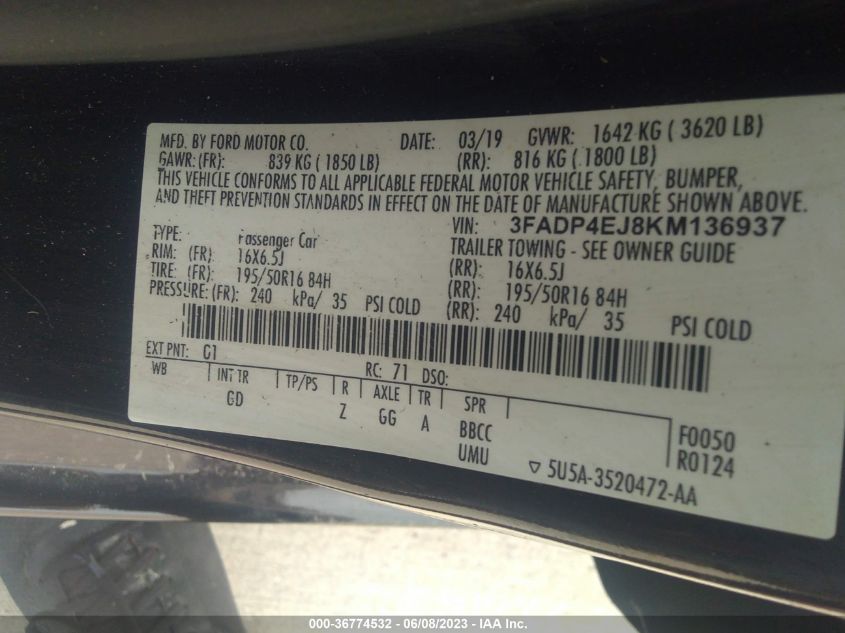 MFD. BY FORD MOTOR CO. DATE: 03/19 GVWR: 1642 KG ( 3620 LB)
GAWR: (FR): 839 KG ( 1850 LB) (RR): 816 KG ( 1800 LB)
THIS VEHICLE CONFORMS TO ALL APPLICABLE FEDERAL MOTOR VEHICLE SAFETY, BUMPER,
AND THEFT PREVENTION STANDARDS IN EFFECT ON THE DATE OF MANUFACTURE SHOWN ABOVE.
VIN: 3FADP4EJ8KM136937
TYPE: Passenger Car TRAILER TOWING - SEE OWNER GUIDE
RIM: (FR) 16X6.5J (RR): 16X6.5J
TIRE: (FR) 195/50R16 84H (RR): 195/50R16 84H
PRESSURE: (FR): 240 kPa/ 35 PSI COLD (RR): 240 kPa/ 35 PSI COLD
EXT PNT: G1 RC: 71 DSO:
WB INT TR TP/PS R AXLE TR SPR
GD Z GG A BBCC F0050
UMU R0124
▽ 5U5A-3520472-AA
000-36774532 - 06/08/2023 - IAA Inc.